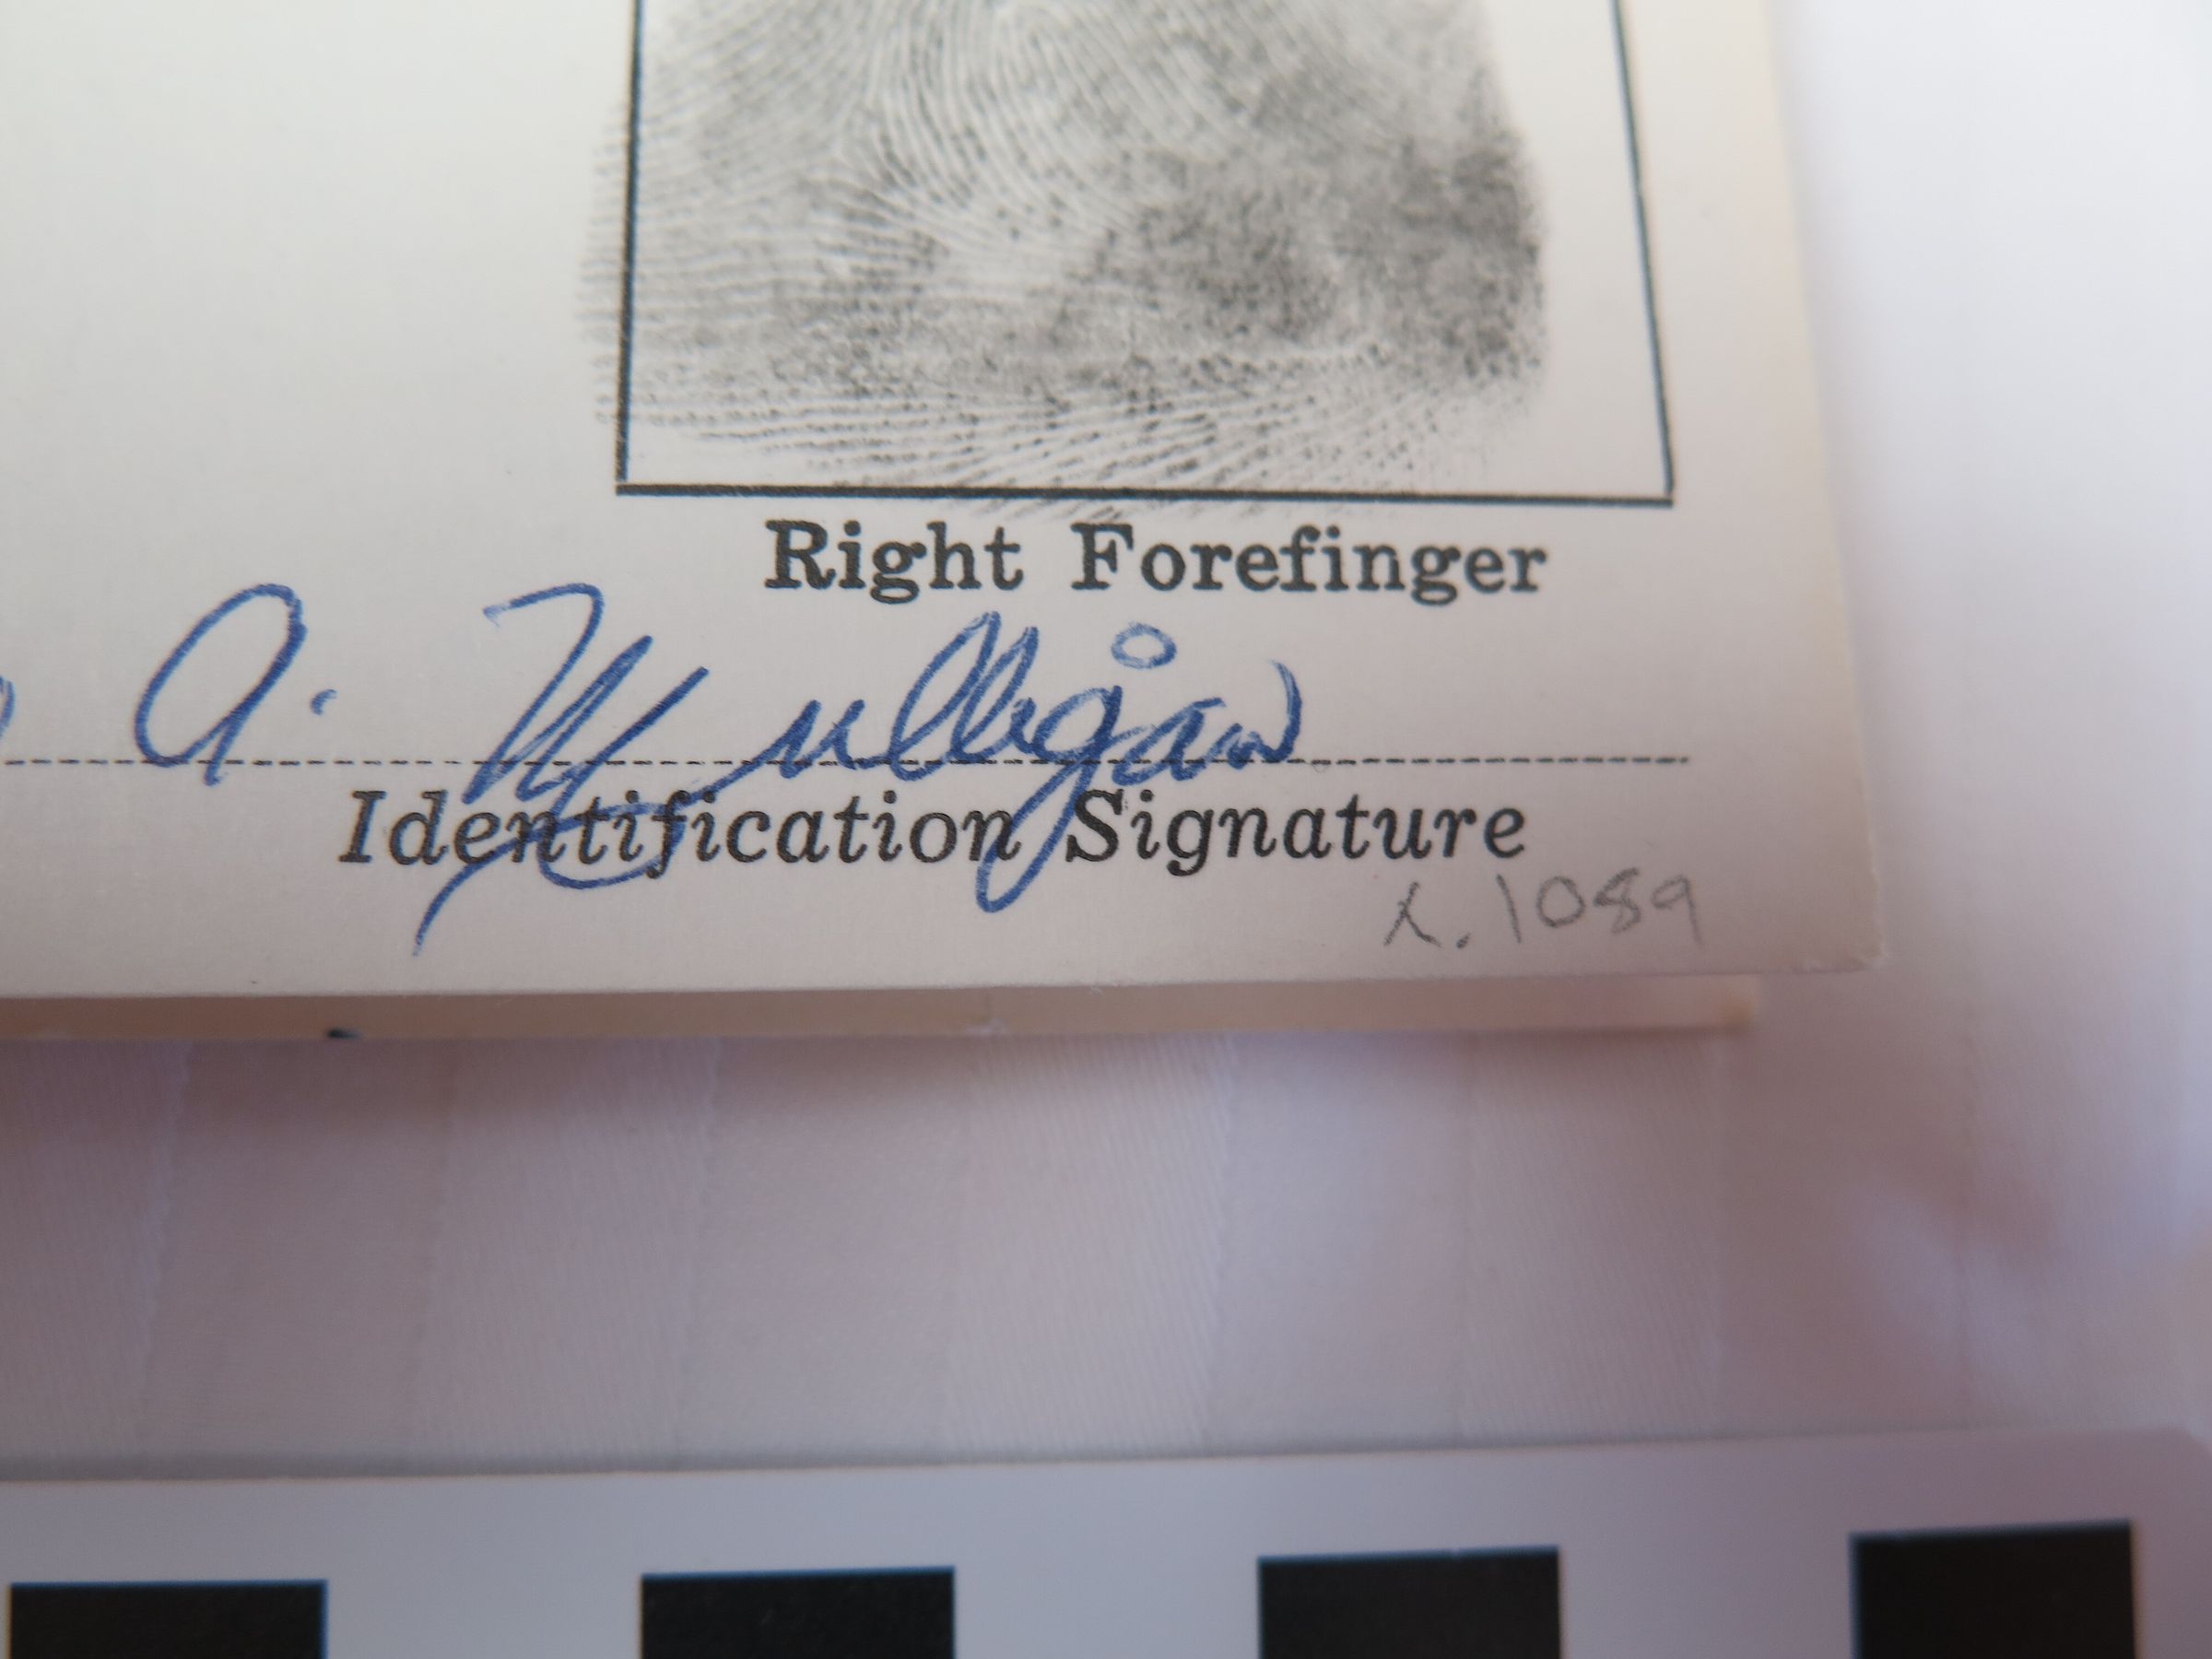 Right Forefinger
A. Mulligan
Identification Signature
X.1089